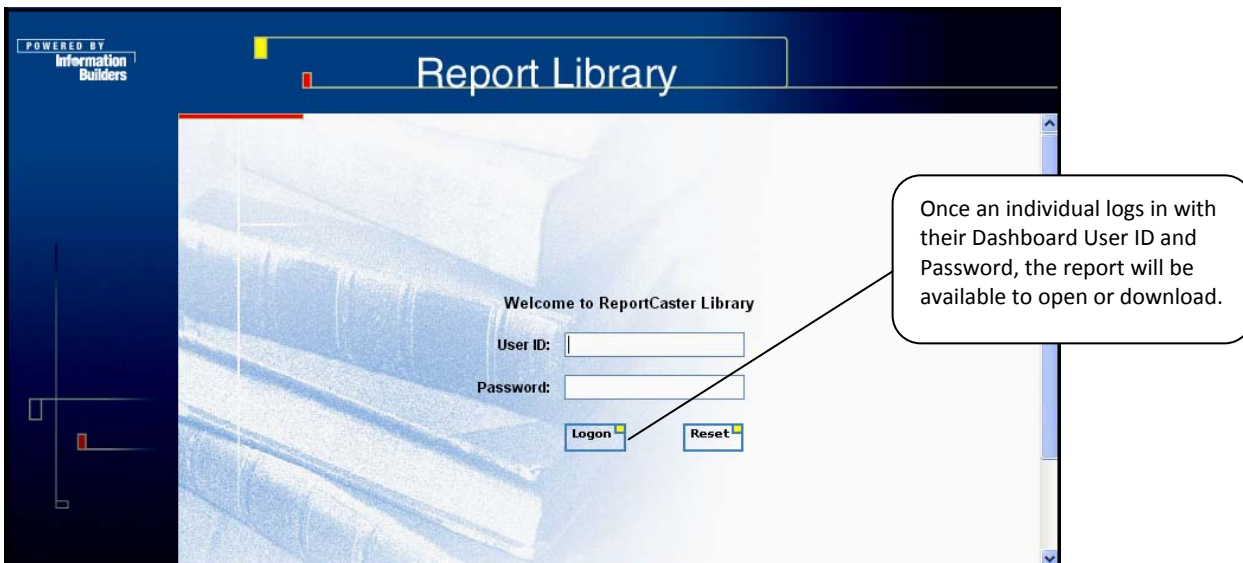 POWERED BY
Information
Builders
Report Library
Once an individual logs in with
their Dashboard User ID and
Password, the report will be
available to open or download.
Welcome to ReportCaster Library
User ID:
Password:
Logon
Reset